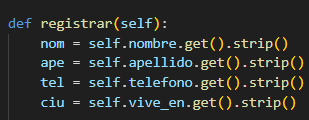 def registrar(self):
    nom = self.nombre.get().strip()
    ape = self.apellido.get().strip()
    tel = self.telefono.get().strip()
    ciu = self.vive_en.get().strip()